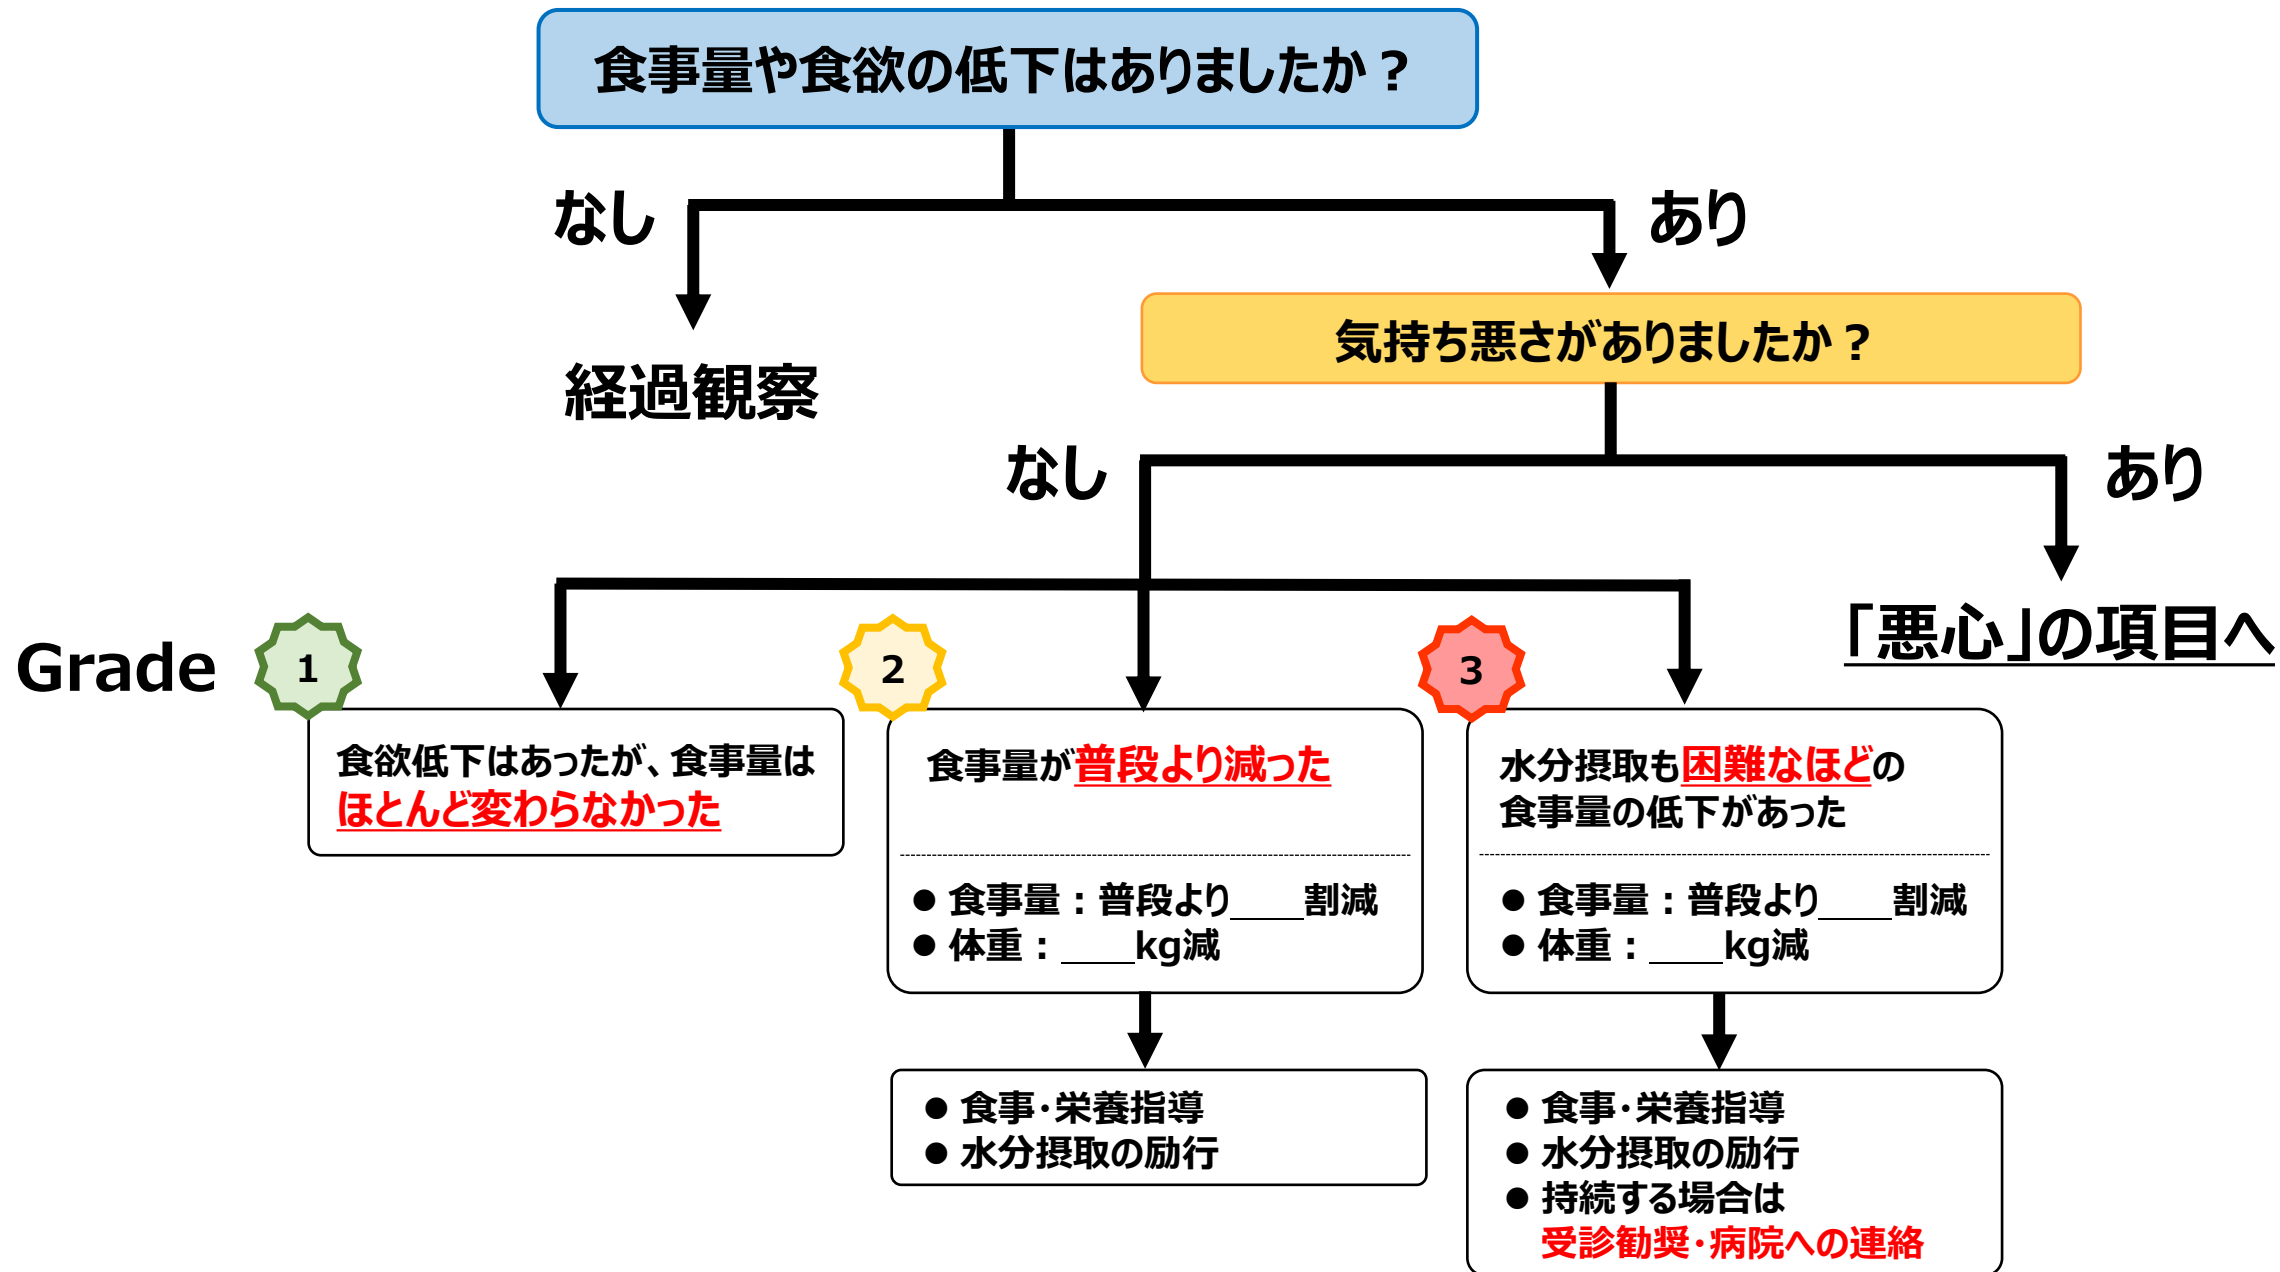 食事量や食欲の低下はありましたか？
なし
あり
経過観察
気持ち悪さがありましたか？
なし
あり
「悪心」の項目へ
Grade
1
食欲低下はあったが、食事量は
ほとんど変わらなかった
2
食事量が普段より減った
● 食事量：普段より____割減
● 体重：____kg減
● 食事・栄養指導
● 水分摂取の励行
3
水分摂取も困難なほどの
食事量の低下があった
● 食事量：普段より____割減
● 体重：____kg減
● 食事・栄養指導
● 水分摂取の励行
● 持続する場合は
受診勧奨・病院への連絡